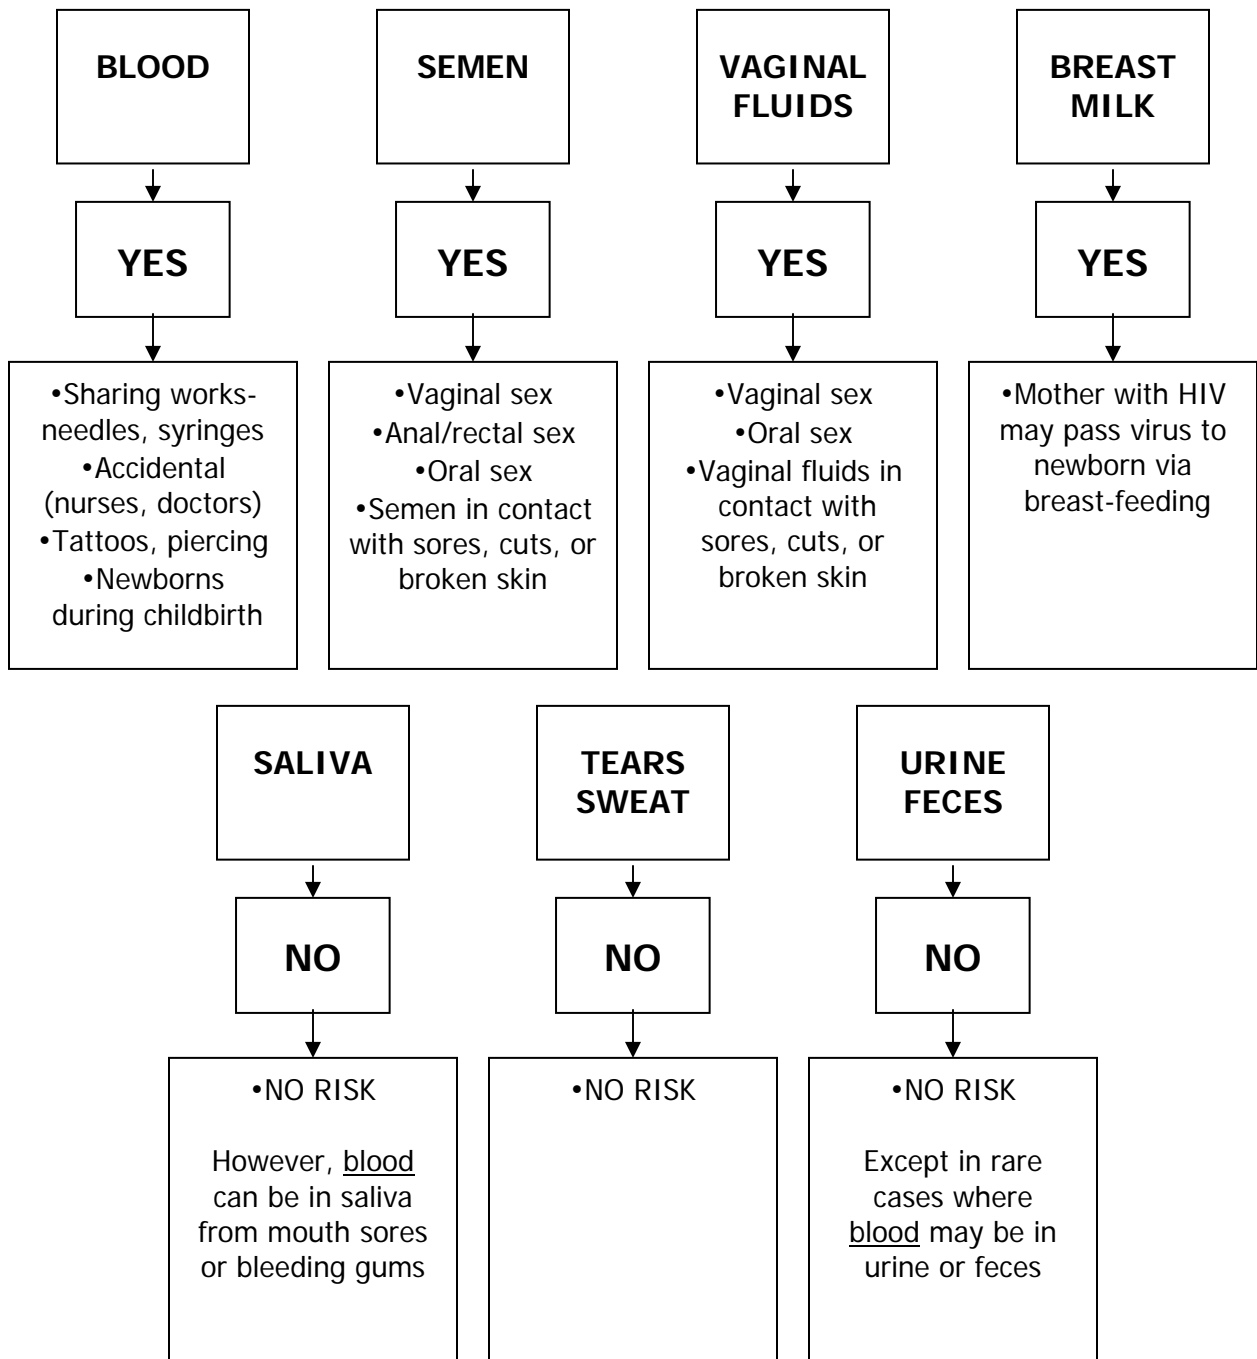 BLOOD
YES
•Sharing works-
needles, syringes
•Accidental
(nurses, doctors)
•Tattoos, piercing
•Newborns
during childbirth
SEMEN
YES
•Vaginal sex
•Anal/rectal sex
•Oral sex
•Semen in contact
with sores, cuts, or
broken skin
VAGINAL
FLUIDS
YES
•Vaginal sex
•Oral sex
•Vaginal fluids in
contact with
sores, cuts, or
broken skin
BREAST
MILK
YES
•Mother with HIV
may pass virus to
newborn via
breast-feeding
SALIVA
NO
•NO RISK
However, blood
can be in saliva
from mouth sores
or bleeding gums
TEARS
SWEAT
NO
•NO RISK
URINE
FECES
NO
•NO RISK
Except in rare
cases where
blood may be in
urine or feces